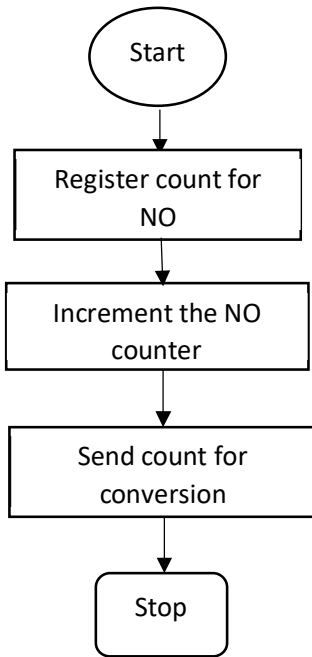 Start
Register count for
NO
Increment the NO
counter
Send count for
conversion
Stop